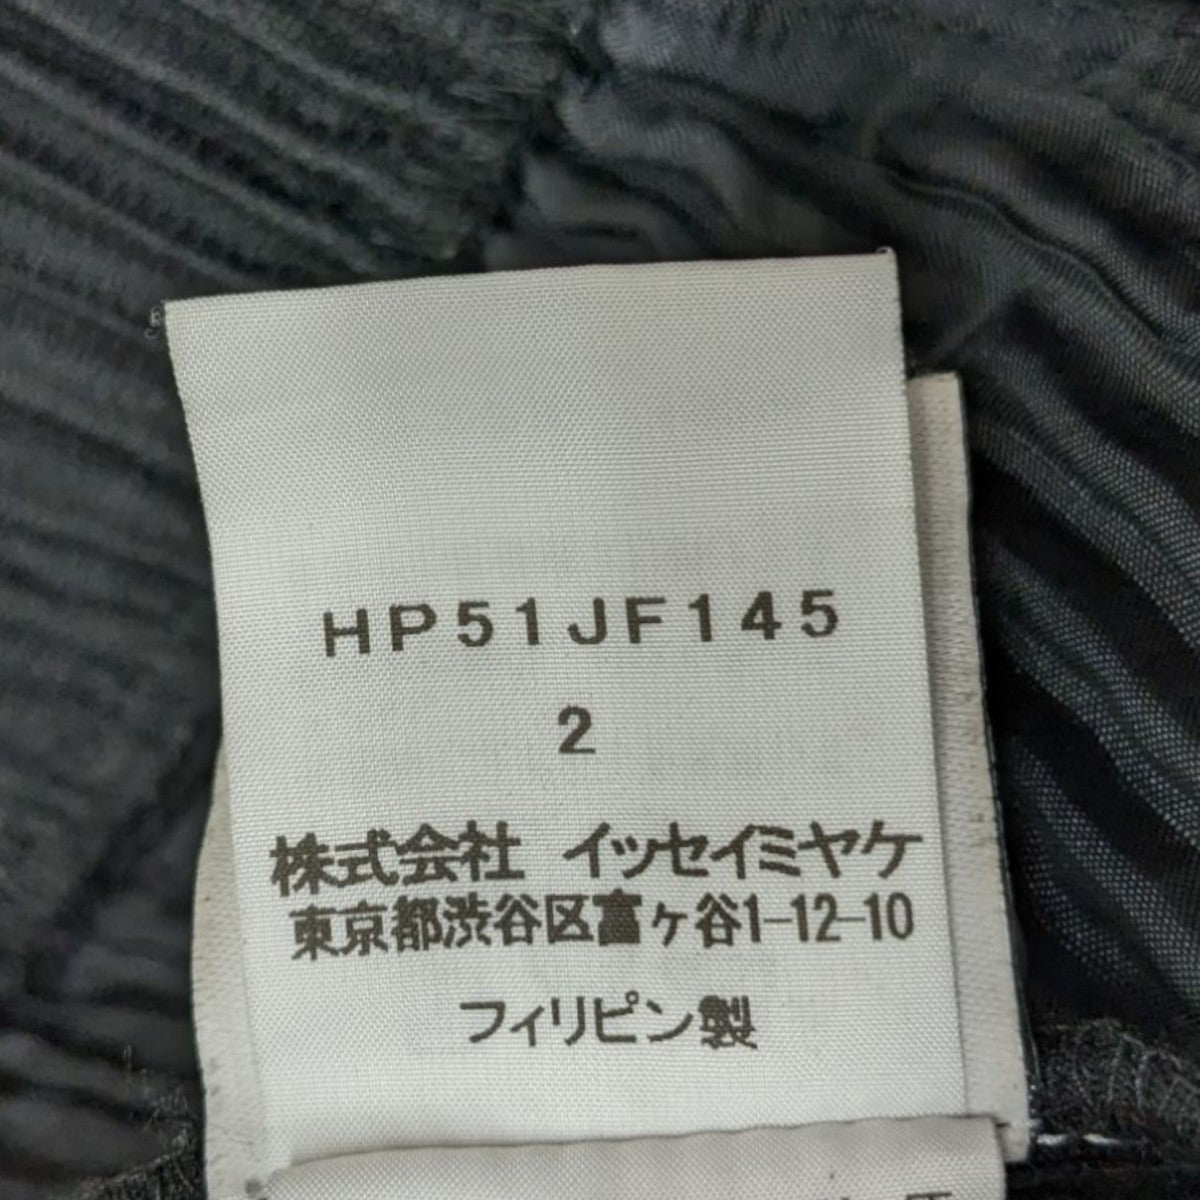 HP51JF145
2
株式会社 イッセイミヤケ
東京都渋谷区富ヶ谷1-12-10
フィリピン製